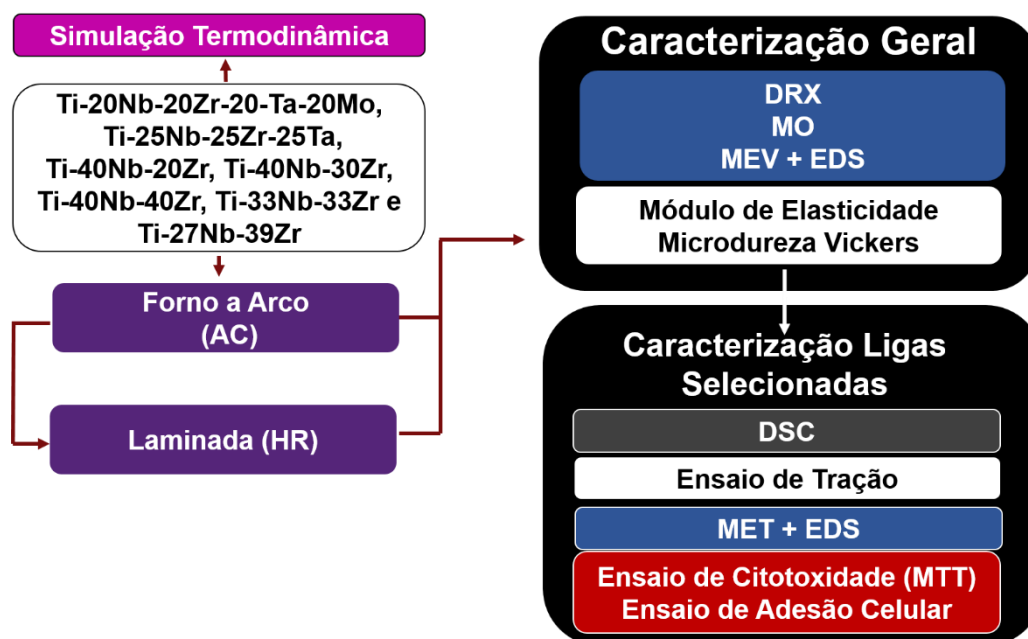 Simulação Termodinâmica
Ti-20Nb-20Zr-20-Ta-20Mo,
Ti-25Nb-25Zr-25Ta,
Ti-40Nb-20Zr, Ti-40Nb-30Zr,
Ti-40Nb-40Zr, Ti-33Nb-33Zr e
Ti-27Nb-39Zr
Forno a Arco
(AC)
Laminada (HR)
Caracterização Geral
DRX
MO
MEV + EDS
Módulo de Elasticidade
Microdureza Vickers
Caracterização Ligas
Selecionadas
DSC
Ensaio de Tração
MET + EDS
Ensaio de Citotoxidade (MTT)
Ensaio de Adesão Celular